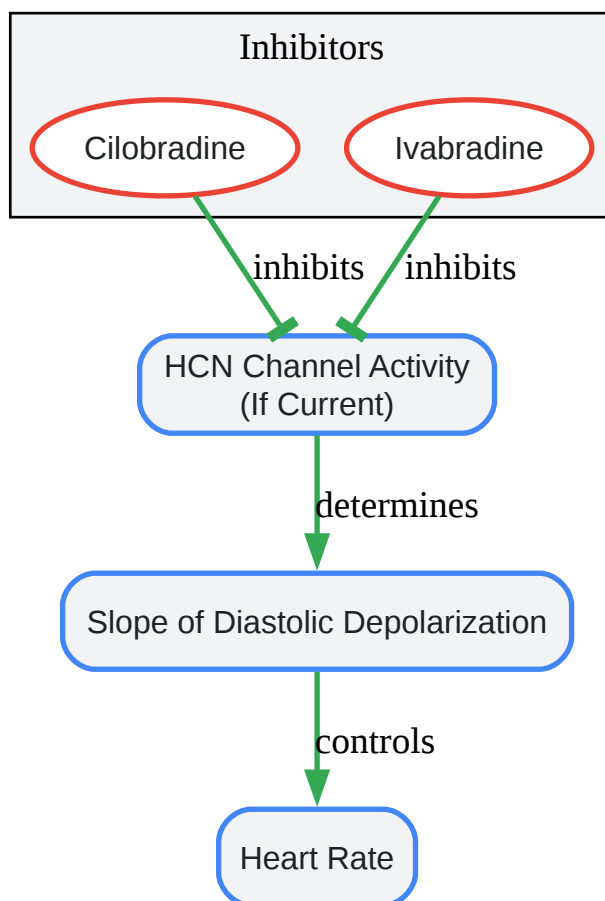 Inhibitors
Cilobradine
Ivabradine
inhibits
inhibits
HCN Channel Activity
(If Current)
determines
Slope of Diastolic Depolarization
controls
Heart Rate